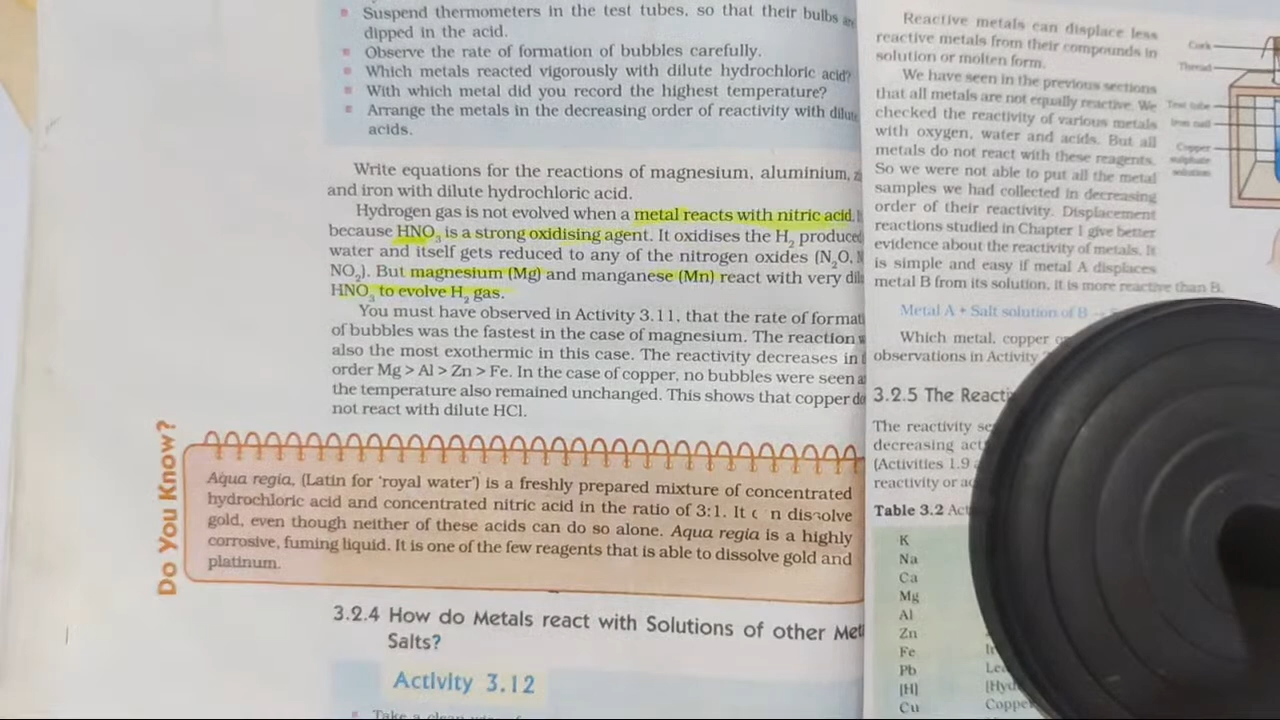 Suspend thermometers in the test tubes, so that their bulbs are
dipped in the acid.
Observe the rate of formation of bubbles carefully.
Which metals reacted vigorously with dilute hydrochloric acid?
With which metal did you record the highest temperature?
Arrange the metals in the decreasing order of reactivity with dilute
acids.
Write equations for the reactions of magnesium, aluminium,
and iron with dilute hydrochloric acid.
Hydrogen gas is not evolved when a metal reacts with nitric acid.
because HNO₃ is a strong oxidising agent. It oxidises the H₂ produced
water and itself gets reduced to any of the nitrogen oxides (N₂O,
NO₂). But magnesium (Mg) and manganese (Mn) react with very
HNO₃ to evolve H₂ gas.
You must have observed in Activity 3.11, that the rate of
of bubbles was the fastest in the case of magnesium. The reaction
also the most exothermic in this case. The reactivity decreases in
order Mg > Al > Zn > Fe. In the case of copper, no bubbles were seen
the temperature also remained unchanged. This shows that copper
not react with dilute HCl.
Do You Know?
Aqua regia, (Latin for 'royal water') is a freshly prepared mixture of concentrated
hydrochloric acid and concentrated nitric acid in the ratio of 3:1. It dissolve
gold, even though neither of these acids can do so alone. Aqua regia is a highly
corrosive, fuming liquid. It is one of the few reagents that is able to dissolve gold and
platinum.
3.2.4 How do Metals react with Solutions of other
Salts?
Activity 3.12
Take a clean
Reactive metals can displace less
reactive metals from their compounds in
solution or molten form.
We have seen in the previous sections
that all metals are not equally reactive. We
checked the reactivity of various metals
with oxygen, water and acids. But all
metals do not react with these reagents.
So we were not able to put all the metal
samples we had collected in decreasing
order of their reactivity. Displacement
reactions studied in Chapter 1 give better
evidence about the reactivity of metals. It
is simple and easy if metal A displaces
metal B from its solution, it is more reactive than B.
Cork
Thread
Test tube
Iron nail
Copper
sulphate
solution
Metal A + Salt solution of B
Which metal, copper
observations in Activity
3.2.5 The
The reactivity
decreasing
(Activities 1.9
reactivity or
Table 3.2
K
Na
Ca
Mg
Al
Zn
Fe
Pb
[H]
Cu
Copper